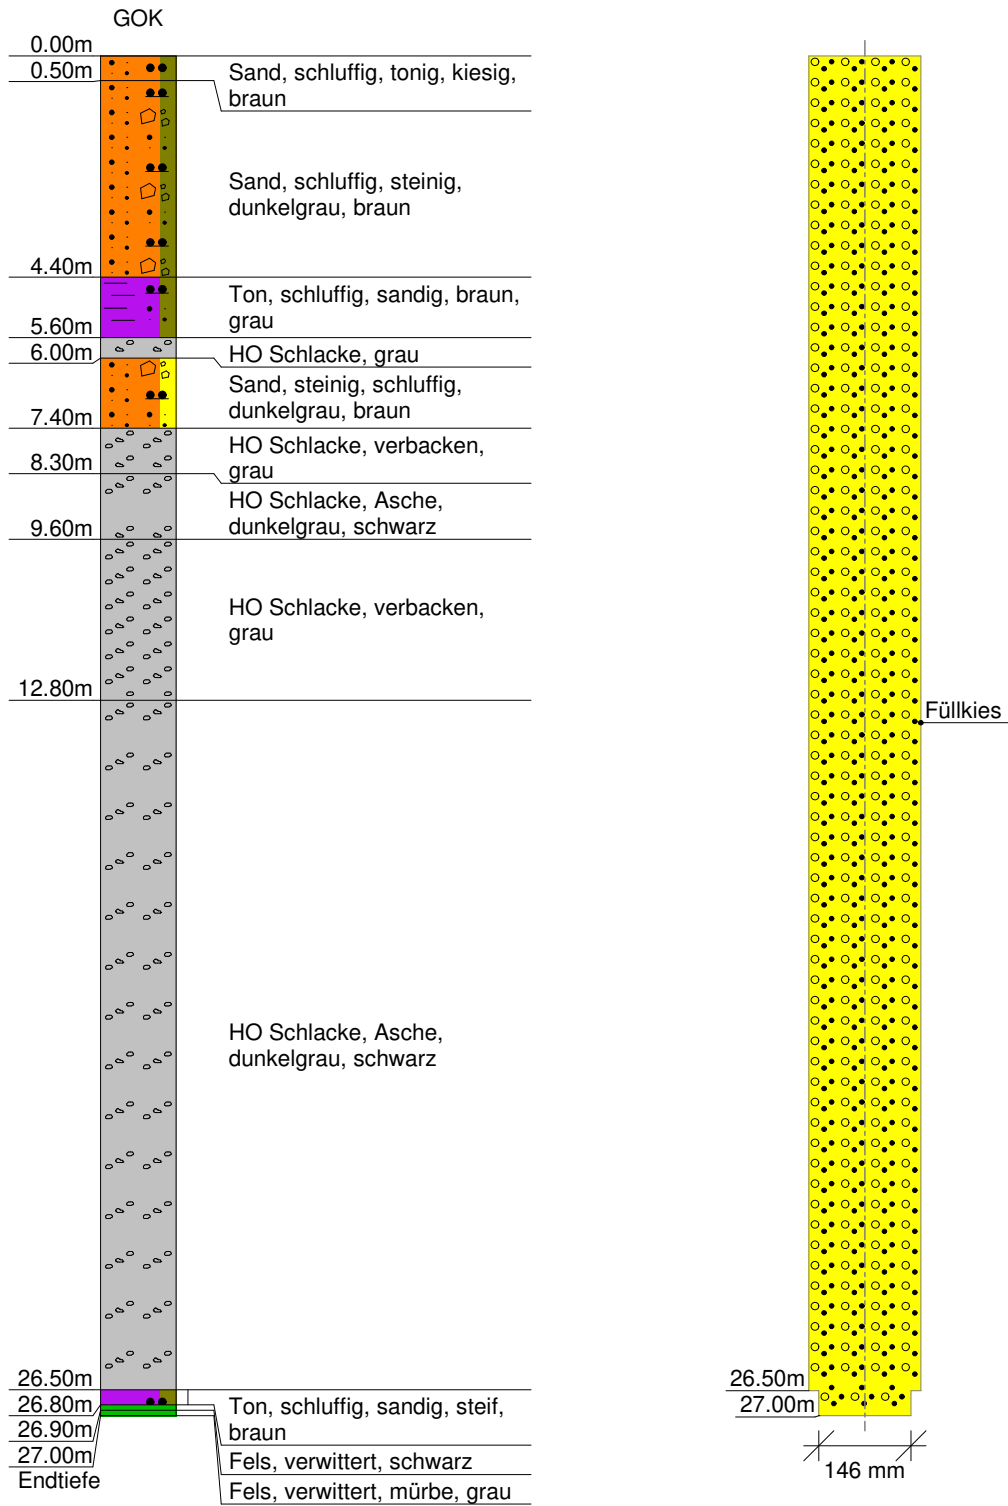 GOK
0.00m
0.50m
Sand, schluffig, tonig, kiesig,
braun
Sand, schluffig, steinig,
dunkelgrau, braun
4.40m
Ton, schluffig, sandig, braun,
grau
5.60m
6.00m
HO Schlacke, grau
Sand, steinig, schluffig,
dunkelgrau, braun
7.40m
HO Schlacke, verbacken,
grau
8.30m
HO Schlacke, Asche,
dunkelgrau, schwarz
9.60m
HO Schlacke, verbacken,
grau
12.80m
HO Schlacke, Asche,
dunkelgrau, schwarz
26.50m
26.80m
Ton, schluffig, sandig, steif,
braun
26.90m
Fels, verwittert, schwarz
27.00m
Endtiefe
Fels, verwittert, mürbe, grau
Füllkies
26.50m
27.00m
146 mm